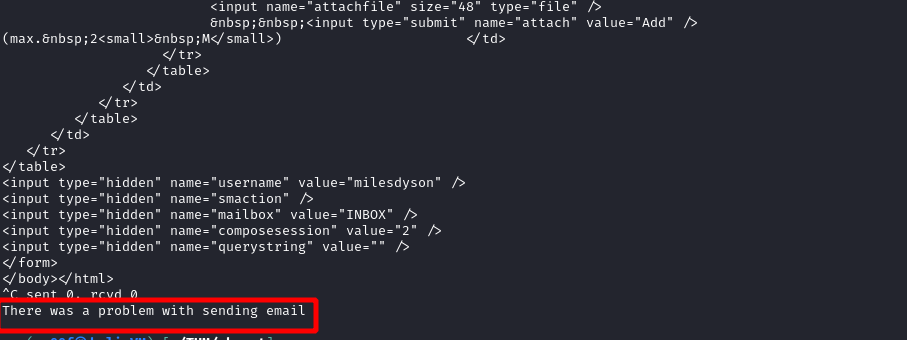 <input name="attachfile" size="48" type="file" />
&nbsp;&nbsp;<input type="submit" name="attach" value="Add" />
(max.&nbsp;2<small>&nbsp;M</small>) </td>
</tr>
</table>
</td>
</tr>
</table>
</td>
</tr>
</table>
<input type="hidden" name="username" value="milesdyson" />
<input type="hidden" name="smaction" />
<input type="hidden" name="mailbox" value="INBOX" />
<input type="hidden" name="composesession" value="2" />
<input type="hidden" name="querystring" value="" />
</form>
</body></html>
^C sent 0, rcvd 0
There was a problem with sending email